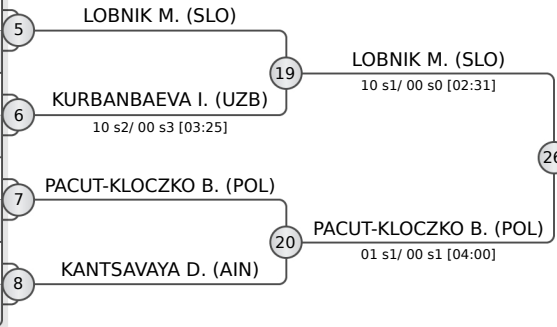 LOBNIK M. (SLO)
5
LOBNIK M. (SLO)
19
10 s1/ 00 s0 [02:31]
KURBANBAEVA I. (UZB)
6
10 s2/ 00 s3 [03:25]
26
PACUT-KLOCZKO B. (POL)
7
PACUT-KLOCZKO B. (POL)
20
01 s1/ 00 s1 [04:00]
KANTSAVAYA D. (AIN)
8